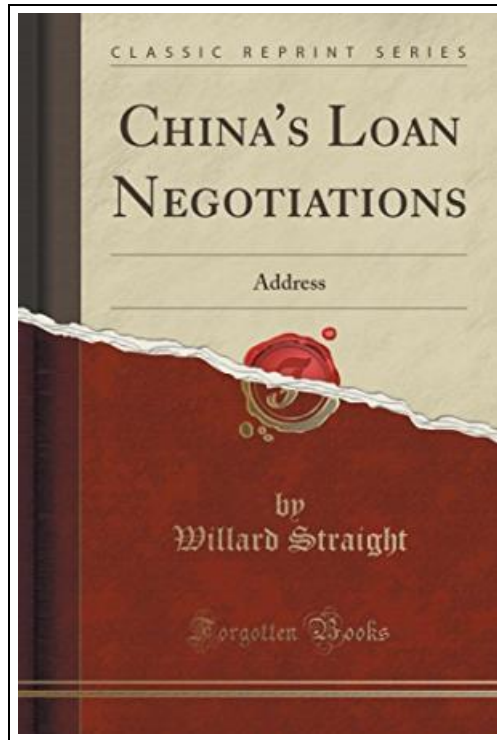 CLASSIC REPRINT SERIES
CHINA'S LOAN
NEGOTIATIONS
Address
by
Willard Straight
Forgotten Books